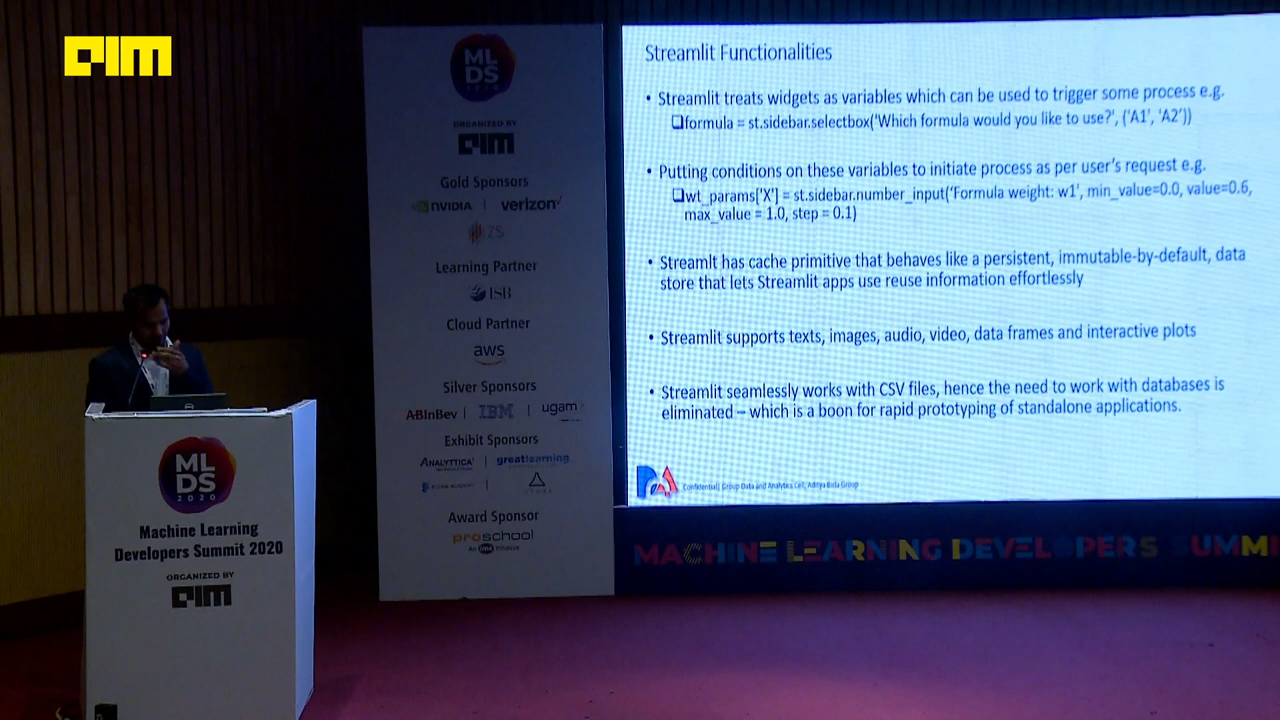 AIM
ML
DS
ORGANIZED BY
AIM
Gold Sponsors
NVIDIA | verizon
ZS
Learning Partner
ISB
Cloud Partner
aws
Silver Sponsors
ABInBev | IBM | ugam
Exhibit Sponsors
ANALYTTICA | greatlearning
Award Sponsor
proschool
An IMS Initiative
Streamlit Functionalities
• Streamlit treats widgets as variables which can be used to trigger some process e.g.
❑formula = st.sidebar.selectbox('Which formula would you like to use?', ('A1', 'A2'))
• Putting conditions on these variables to initiate process as per user's request e.g.
❑wt_params['X'] = st.sidebar.number_input('Formula weight: w1', min_value=0.0, value=0.6,
max_value = 1.0, step = 0.1)
• Streamlt has cache primitive that behaves like a persistent, immutable-by-default, data
store that lets Streamlit apps use reuse information effortlessly
• Streamlit supports texts, images, audio, video, data frames and interactive plots
• Streamlit seamlessly works with CSV files, hence the need to work with databases is
eliminated – which is a boon for rapid prototyping of standalone applications.
Confidential| Group Data and Analytics Cell, Aditya Birla Group
MACHINE LEARNING DEVELOPERS SUMM
ML
DS
2020
Machine Learning
Developers Summit 2020
ORGANIZED BY
AIM